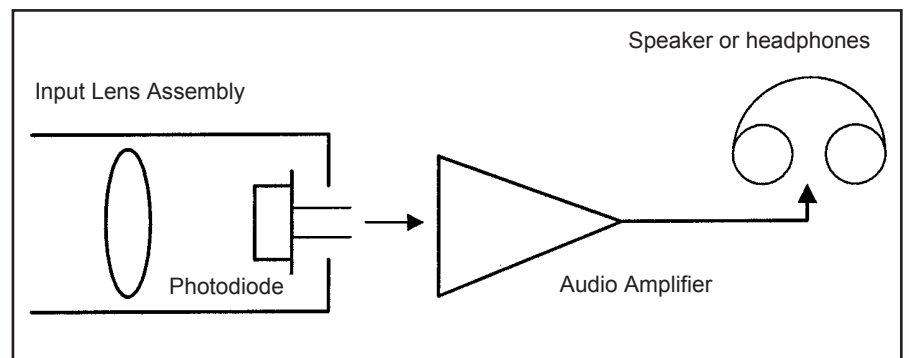 Speaker or headphones
Input Lens Assembly
Photodiode
Audio Amplifier